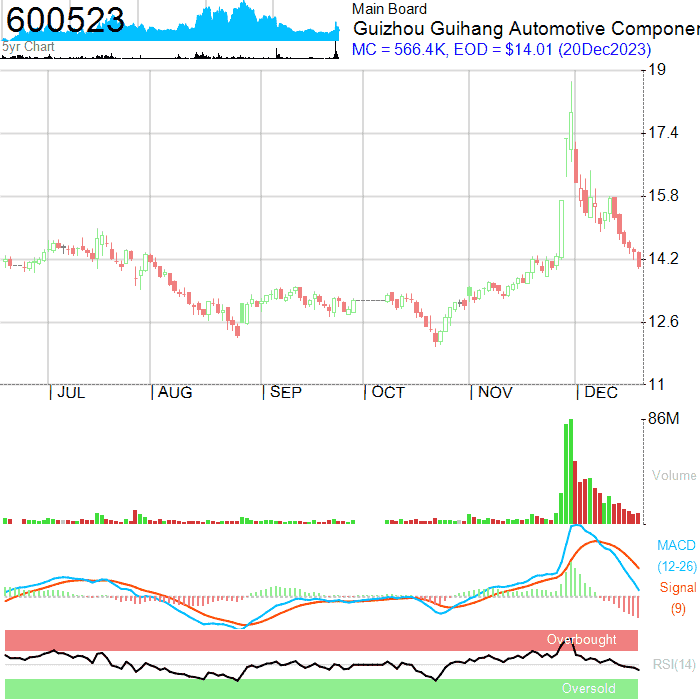 600523
5yr Chart
Main Board
Guizhou Guihang Automotive Componen
MC = 566.4K, EOD = $14.01 (20Dec2023)
19
17.4
15.8
14.2
12.6
11
JUL
AUG
SEP
OCT
NOV
DEC
86M
Volume
MACD
(12-26)
Signal
(9)
Overbought
RSI(14)
Oversold